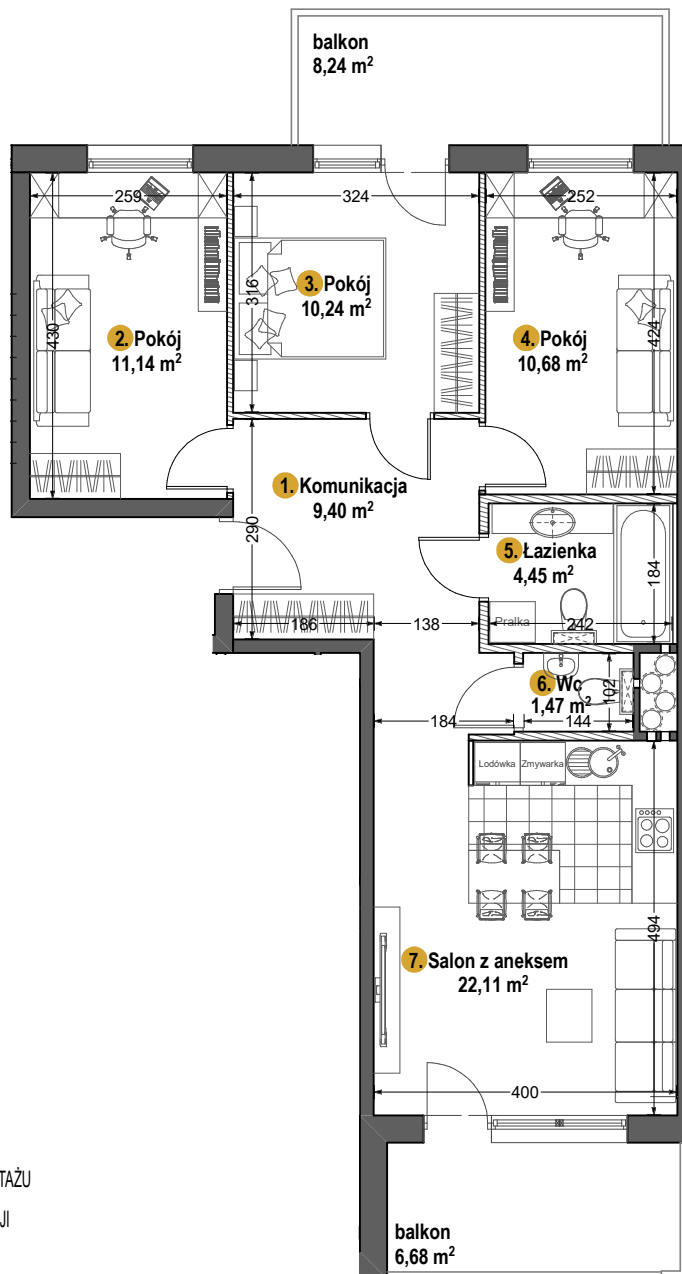 balkon
8,24 m²
259
324
252
430
316
424
3. Pokój
10,24 m²
2. Pokój
11,14 m²
4. Pokój
10,68 m²
1. Komunikacja
9,40 m²
290
5. Łazienka
4,45 m²
184
Pralka
242
186
138
6. Wc
1,47 m²
102
184
144
Lodówka
Zmywarka
494
7. Salon z aneksem
22,11 m²
400
TAŻU
JI
balkon
6,68 m²